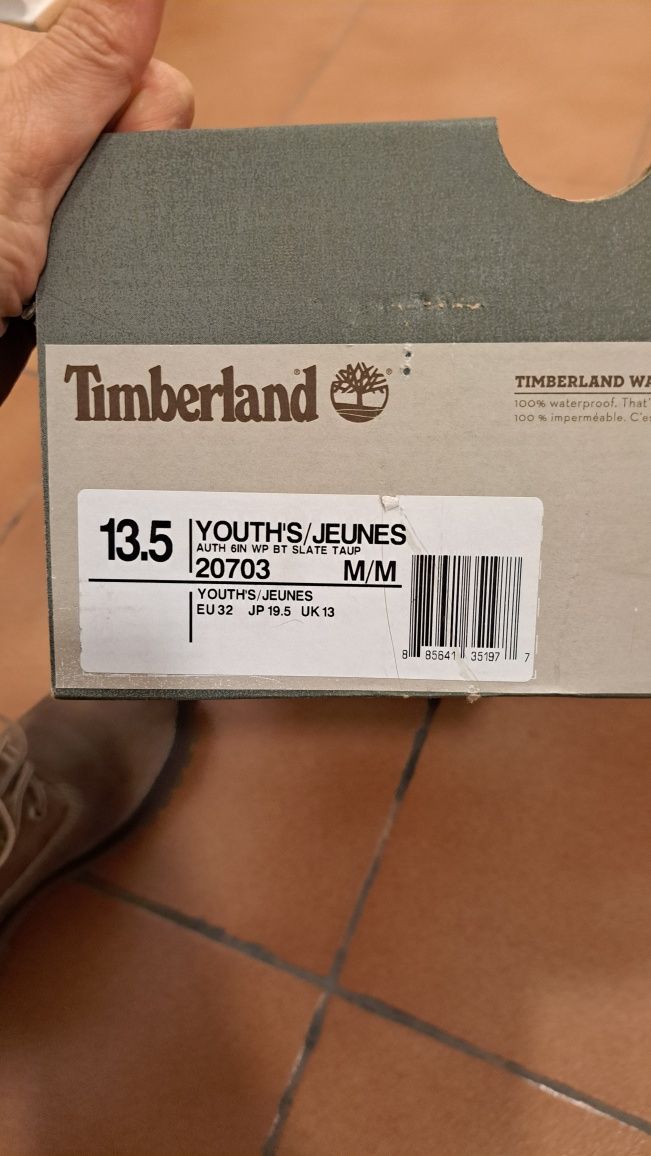 Timberland®
®
TIMBERLAND WA
100% waterproof. That'
100 % imperméable. C'es
13.5
YOUTH'S/JEUNES
AUTH 6IN WP BT SLATE TAUP
20703 M/M
YOUTH'S/JEUNES
EU 32 JP 19.5 UK 13
8 85641 35197 7